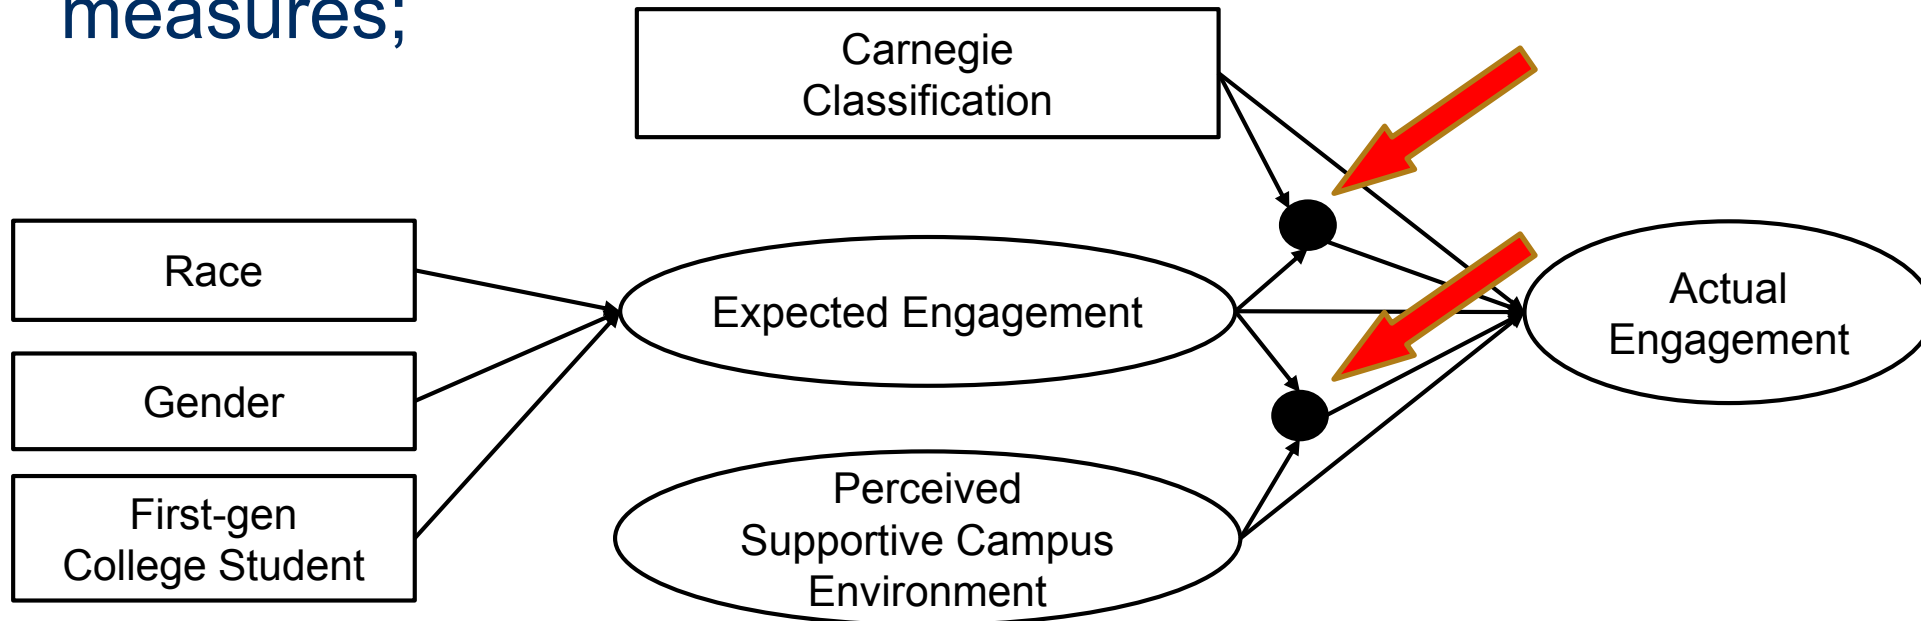 measures;
Carnegie
Classification
Race
Expected Engagement
Actual
Engagement
Gender
First-gen
College Student
Perceived
Supportive Campus
Environment